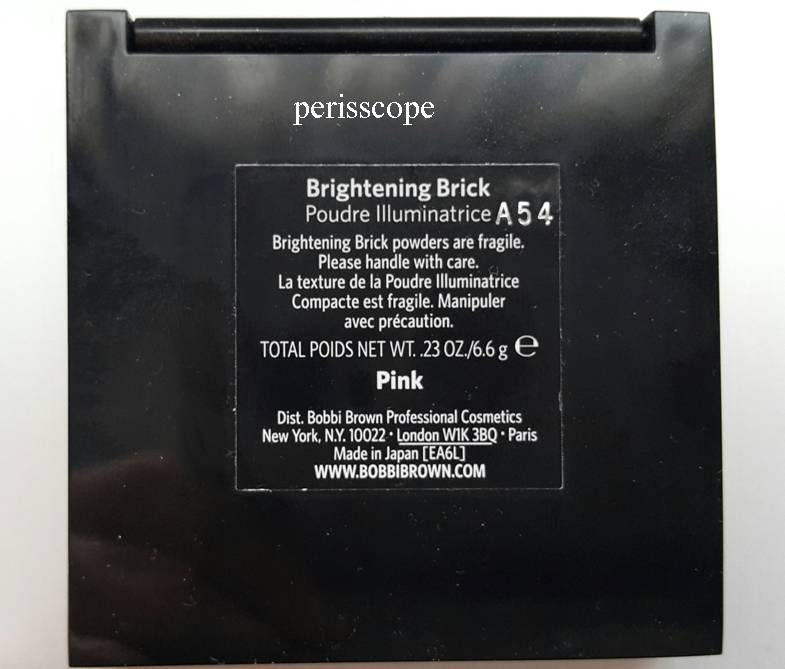 perisscope
Brightening Brick
Poudre Illuminatrice A54
Brightening Brick powders are fragile.
Please handle with care.
La texture de la Poudre Illuminatrice
Compacte est fragile. Manipuler
avec précaution.
TOTAL POIDS NET WT. .23 OZ./6.6 g ℮
Pink
Dist. Bobbi Brown Professional Cosmetics
New York, N.Y. 10022 · London W1K 3BQ · Paris
Made in Japan [EA6L]
WWW.BOBBIBROWN.COM